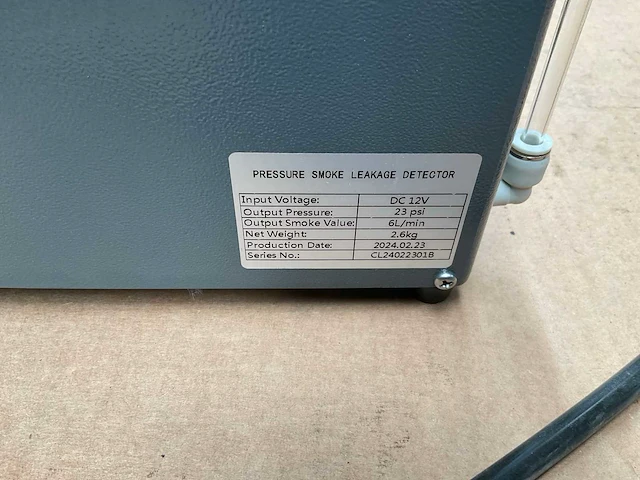 PRESSURE SMOKE LEAKAGE DETECTOR
Input Voltage: DC 12V
Output Pressure: 23 psi
Output Smoke Value: 6L/min
Net Weight: 2.6kg
Production Date: 2024.02.23
Series No.: CL24022301B